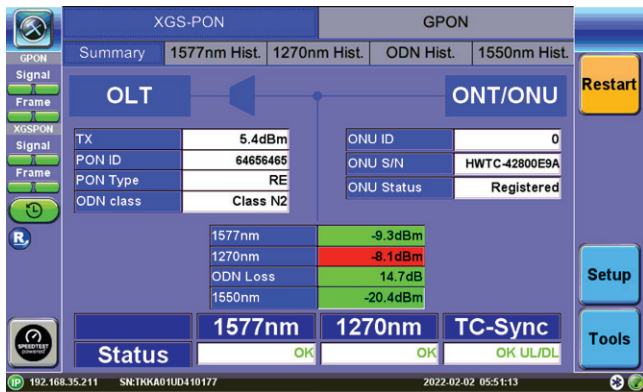 XGS-PON GPON
Summary 1577nm Hist. 1270nm Hist. ODN Hist. 1550nm Hist.
GPON
Signal
Frame
XGSPON
Signal
Frame
R
SPEEDTEST
POWERED
OLT ONT/ONU
TX 5.4dBm
PON ID 64656465
PON Type RE
ODN class Class N2
ONU ID 0
ONU S/N HWTC-42800E9A
ONU Status Registered
1577nm -9.3dBm
1270nm -8.1dBm
ODN Loss 14.7dB
1550nm -20.4dBm
1577nm 1270nm TC-Sync
Status OK OK OK UL/DL
Restart
Setup
Tools
IP 192.168.35.211 SN:TKKA01UD410177 2022-02-02 05:51:13